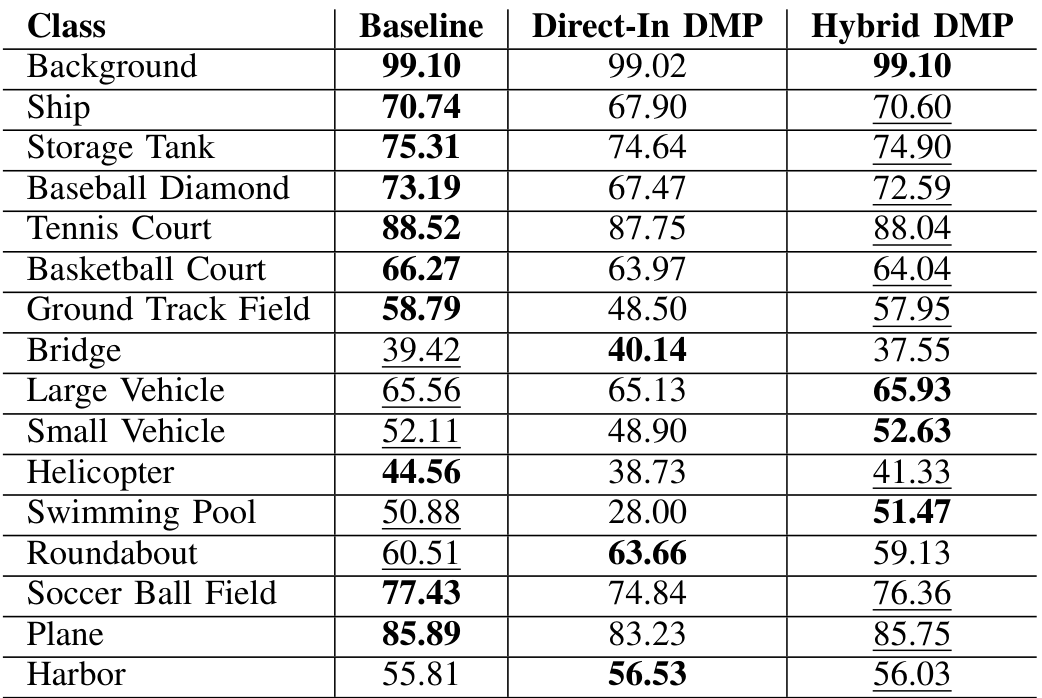 Class Baseline Direct-In DMP Hybrid DMP
Background 99.10 99.02 99.10
Ship 70.74 67.90 70.60
Storage Tank 75.31 74.64 74.90
Baseball Diamond 73.19 67.47 72.59
Tennis Court 88.52 87.75 88.04
Basketball Court 66.27 63.97 64.04
Ground Track Field 58.79 48.50 57.95
Bridge 39.42 40.14 37.55
Large Vehicle 65.56 65.13 65.93
Small Vehicle 52.11 48.90 52.63
Helicopter 44.56 38.73 41.33
Swimming Pool 50.88 28.00 51.47
Roundabout 60.51 63.66 59.13
Soccer Ball Field 77.43 74.84 76.36
Plane 85.89 83.23 85.75
Harbor 55.81 56.53 56.03